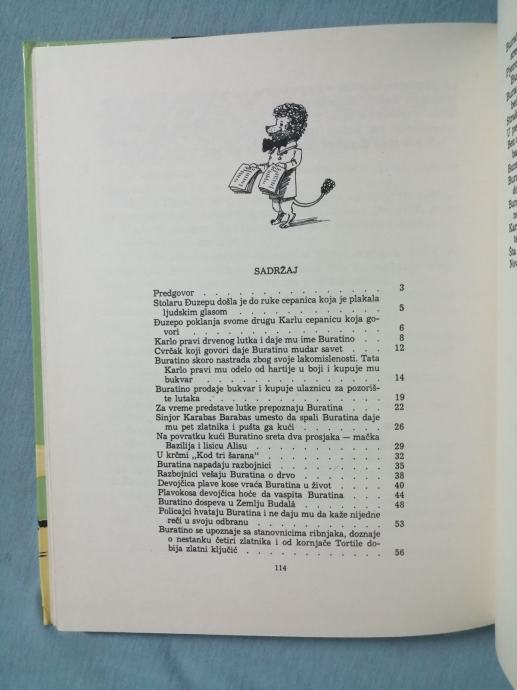 SADRŽAJ
Predgovor . . . . . . . . . . . . . . 3
Stolaru Đuzepu došla je do ruke cepanica koja je plakala
ljudskim glasom . . . . . . . . . . . 5
Đuzepo poklanja svome drugu Karlu cepanicu koja go-
vori . . . . . . . . . . . . . . 6
Karlo pravi drvenog lutka i daje mu ime Buratino . . 8
Cvrčak koji govori daje Buratinu mudar savet . . . 12
Buratino skoro nastrada zbog svoje lakomislenosti. Tata
Karlo pravi mu odelo od hartije u boji i kupuje mu
bukvar . . . . . . . . . . . . . 14
Buratino prodaje bukvar i kupuje ulaznicu za pozoriš-
te lutaka . . . . . . . . . . . . 19
Za vreme predstave lutke prepoznaju Buratina . . . 22
Sinjor Karabas Barabas umesto da spali Buratina daje
mu pet zlatnika i pušta ga kući . . . . . . 26
Na povratku kući Buratino sreta dva prosjaka — mačka
Bazilija i lisicu Alisu . . . . . . . . . 29
U krčmi „Kod tri šarana“ . . . . . . . . . 32
Buratina napadaju razbojnici . . . . . . . . 35
Razbojnici vešaju Buratina o drvo . . . . . . 38
Devojčica plave kose vraća Buratina u život . . . . 40
Plavokosa devojčica hoće da vaspita Buratina . . . 44
Buratino dospeva u Zemlju Budalâ . . . . . . 48
Policajci hvataju Buratina i ne daju mu da kaže nijedne
reči u svoju odbranu . . . . . . . . . 53
Buratino se upoznaje sa stanovnicima ribnjaka, doznaje
o nestanku četiri zlatnika i od kornjače Tortile do-
bija zlatni ključić . . . . . . . . . . 56
114